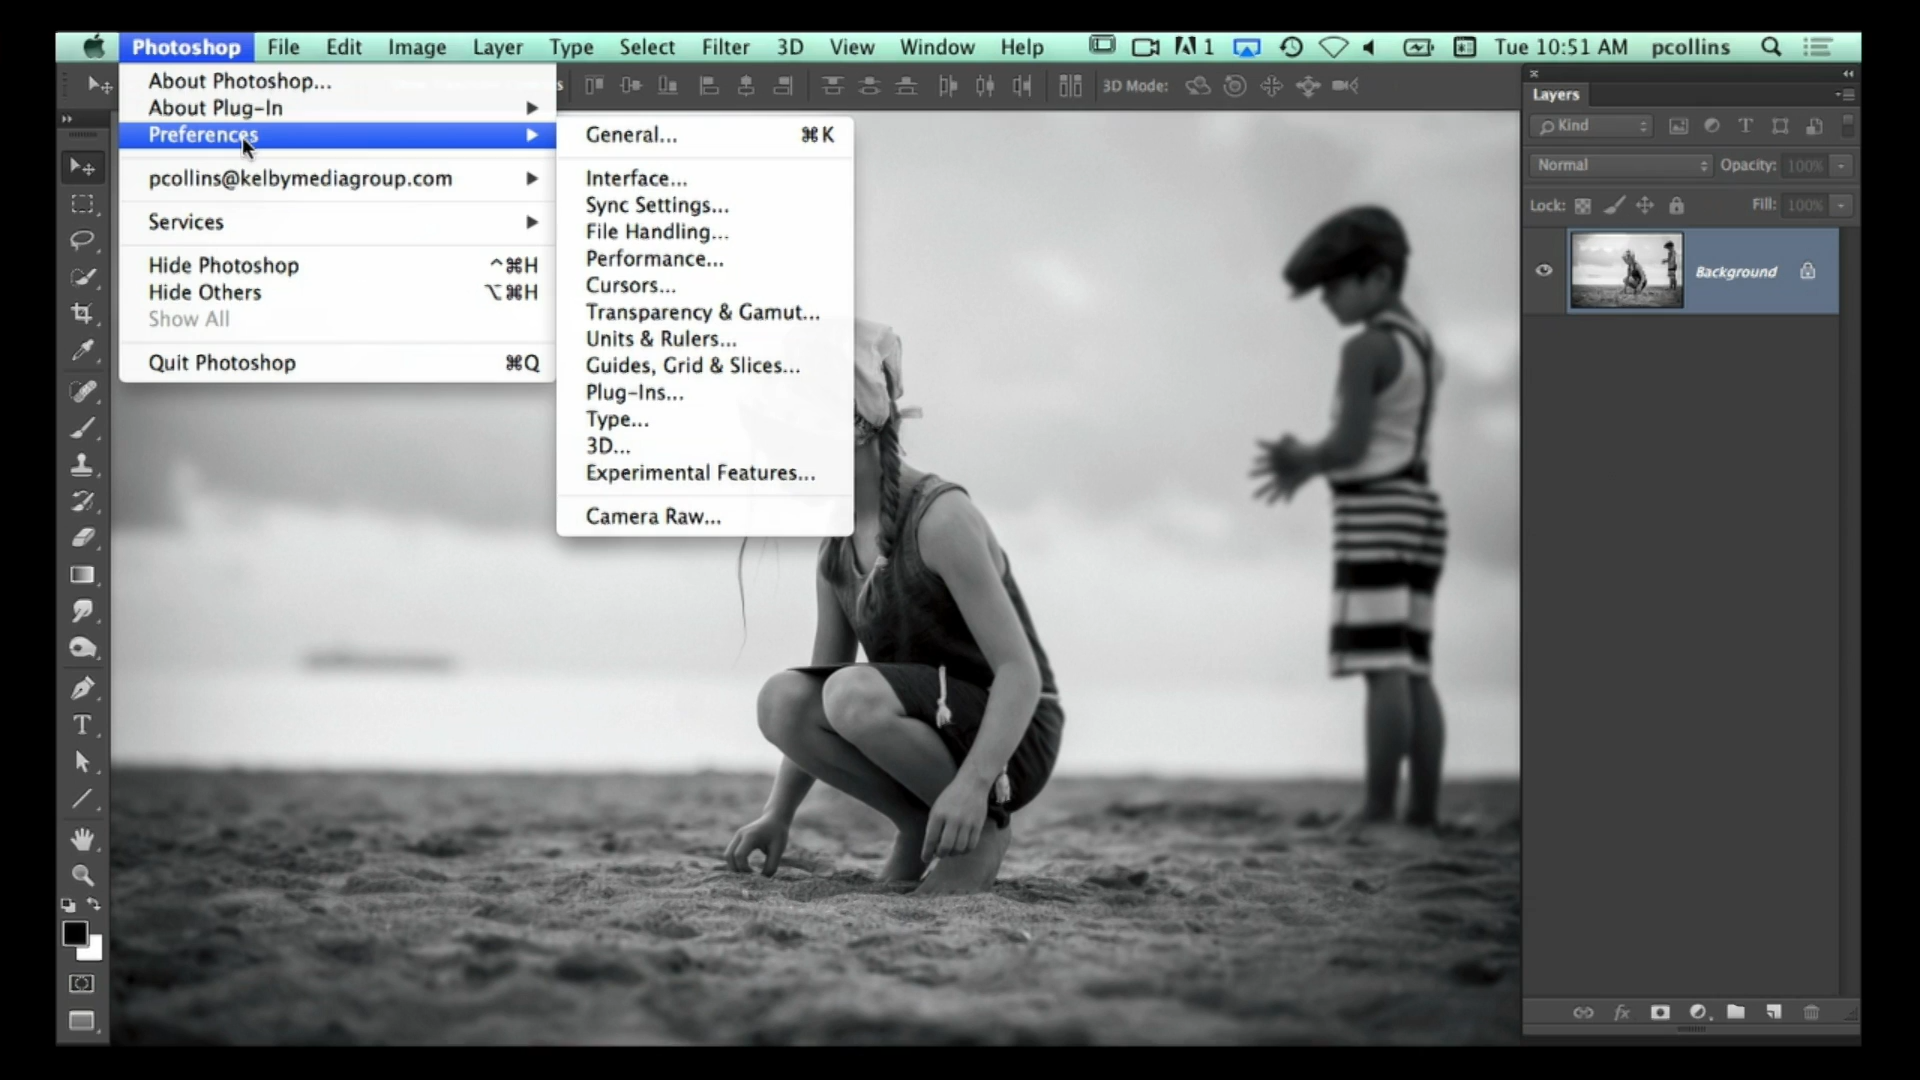 Photoshop File Edit Image Layer Type Select Filter 3D View Window Help 1 Tue 10:51 AM pcollins
About Photoshop...
About Plug-In
Preferences
pcollins@kelbymediagroup.com
Services
Hide Photoshop ^⌘H
Hide Others ⌥⌘H
Show All
Quit Photoshop ⌘Q
General... ⌘K
Interface...
Sync Settings...
File Handling...
Performance...
Cursors...
Transparency & Gamut...
Units & Rulers...
Guides, Grid & Slices...
Plug-Ins...
Type...
3D...
Experimental Features...
Camera Raw...
3D Mode:
Layers
Kind
Normal Opacity: 100%
Lock: Fill: 100%
Background
fx